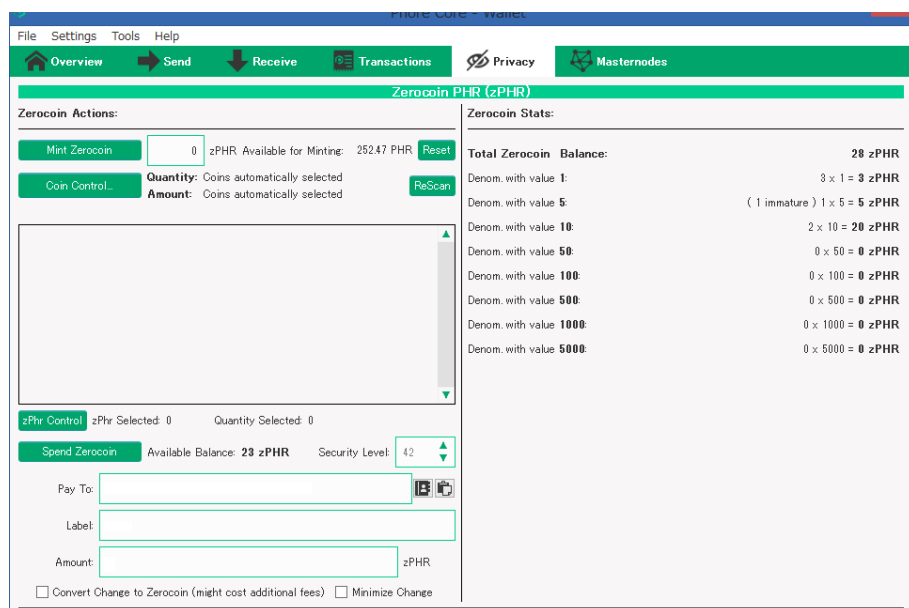 Phore Core - Wallet
File Settings Tools Help
Overview Send Receive Transactions Privacy Masternodes
Zerocoin PHR (zPHR)
Zerocoin Actions:
Mint Zerocoin 0 zPHR Available for Minting: 252.47 PHR Reset
Coin Control... Quantity: Coins automatically selected
Amount: Coins automatically selected ReScan
zPhr Control zPhr Selected: 0 Quantity Selected: 0
Spend Zerocoin Available Balance: 23 zPHR Security Level: 42
Pay To:
Label:
Amount: zPHR
Convert Change to Zerocoin (might cost additional fees) Minimize Change
Zerocoin Stats:
Total Zerocoin Balance: 28 zPHR
Denom. with value 1: 3 x 1 = 3 zPHR
Denom. with value 5: ( 1 immature ) 1 x 5 = 5 zPHR
Denom. with value 10: 2 x 10 = 20 zPHR
Denom. with value 50: 0 x 50 = 0 zPHR
Denom. with value 100: 0 x 100 = 0 zPHR
Denom. with value 500: 0 x 500 = 0 zPHR
Denom. with value 1000: 0 x 1000 = 0 zPHR
Denom. with value 5000: 0 x 5000 = 0 zPHR